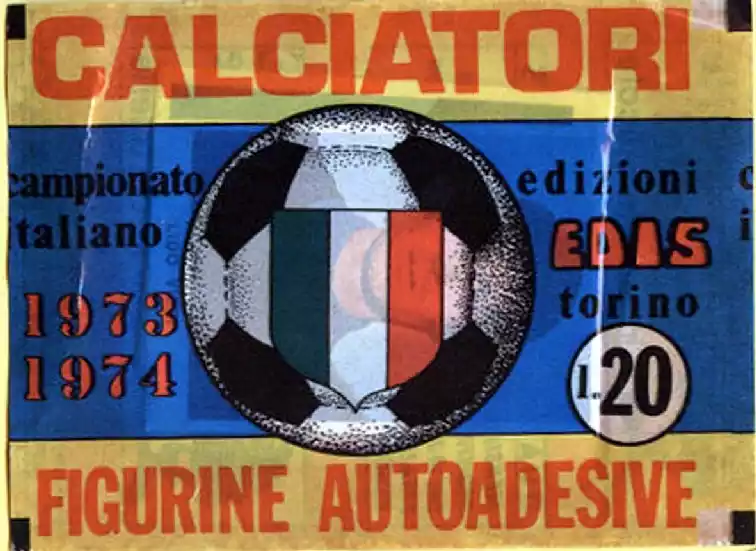 CALCIATORI
campionato
italiano
1973
1974
edizioni
EDIS
torino
l.20
c
i
FIGURINE AUTOADESIVE